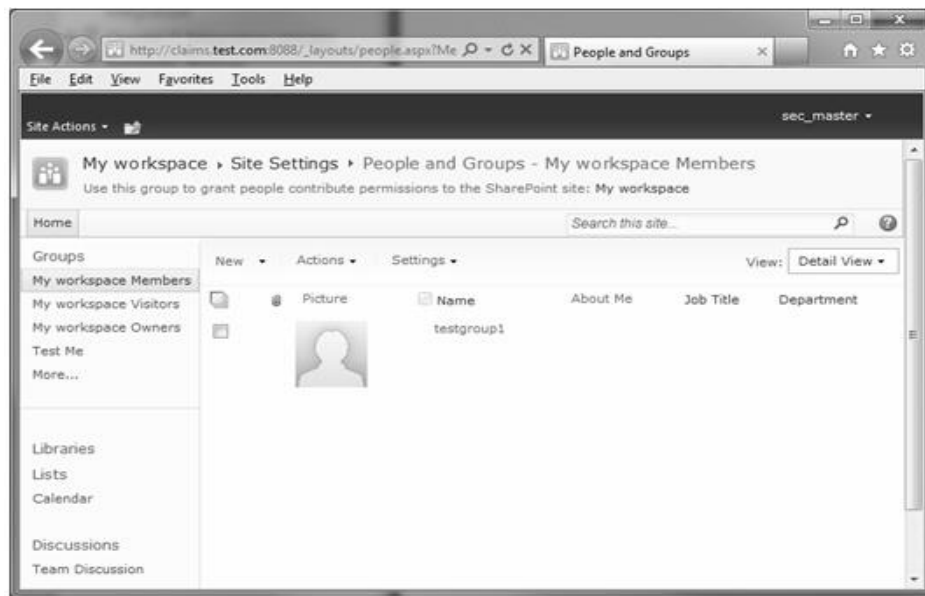 http://claims.test.com:8088/_layouts/people.aspx?Me
People and Groups
File Edit View Favorites Tools Help
Site Actions
sec_master
My workspace Site Settings People and Groups - My workspace Members
Use this group to grant people contribute permissions to the SharePoint site: My workspace
Home
Search this site...
Groups
My workspace Members
My workspace Visitors
My workspace Owners
Test Me
More...
Libraries
Lists
Calendar
Discussions
Team Discussion
New Actions Settings View: Detail View
Picture Name About Me Job Title Department
testgroup1